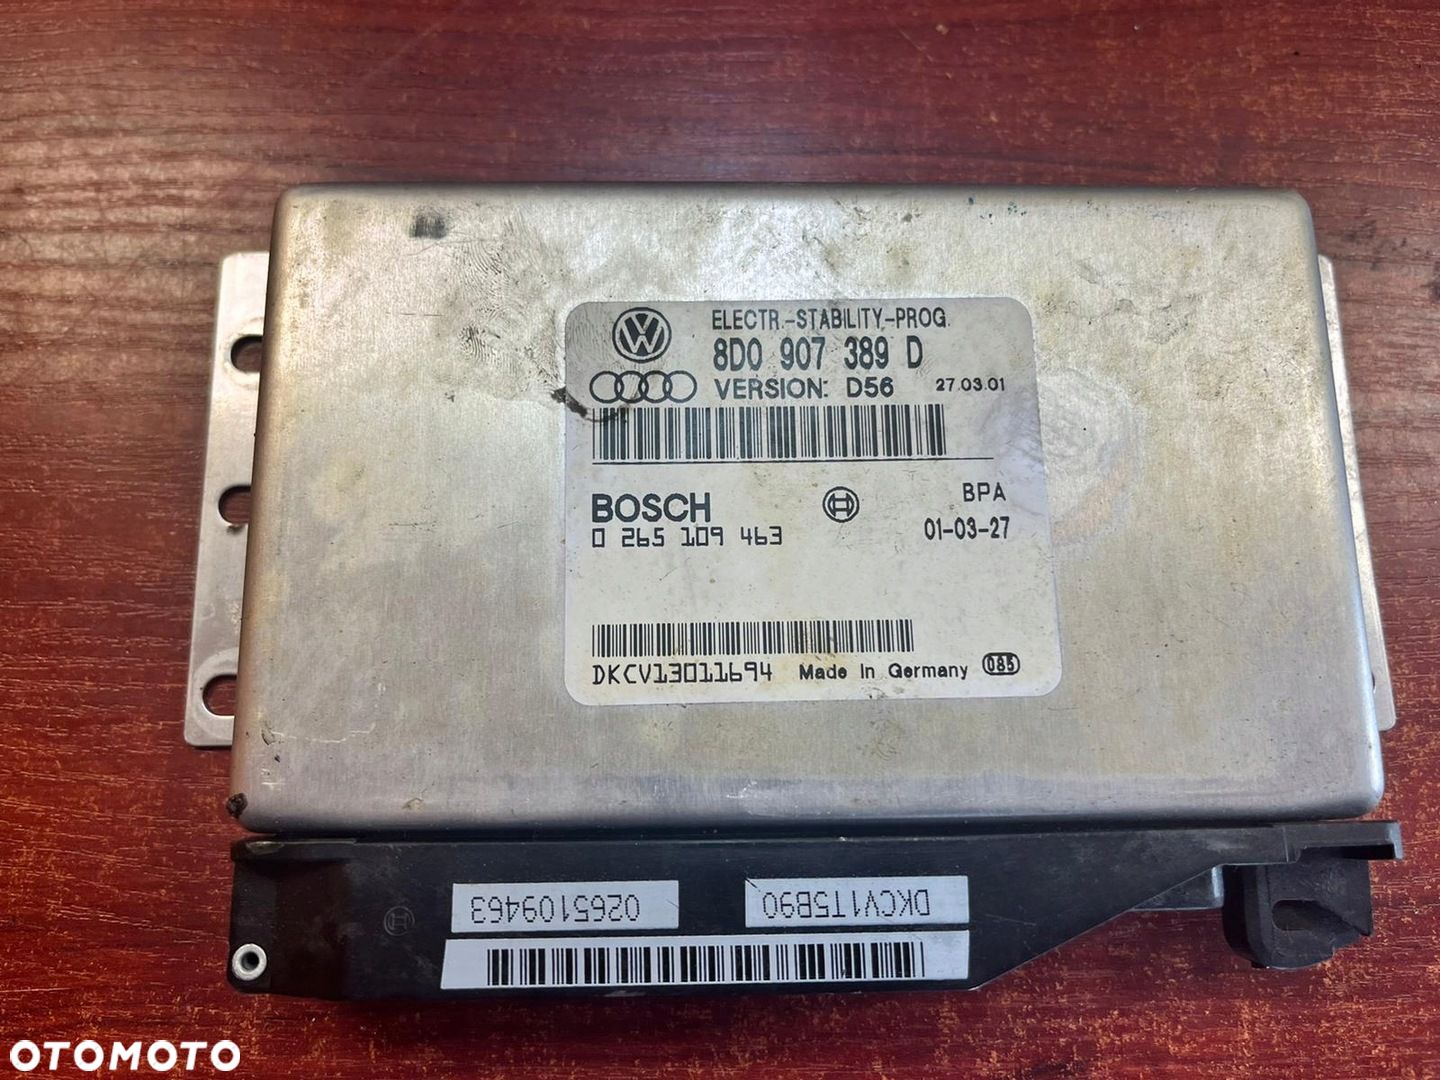 ELECTR.-STABILITY-PROG.
8D0 907 389 D
VERSION: D56 27.03.01
BOSCH BPA
0 265 109 463 01-03-27
DKCV13011694 Made in Germany 085
0265109463 DKCV1T5B90
OTOMOTO